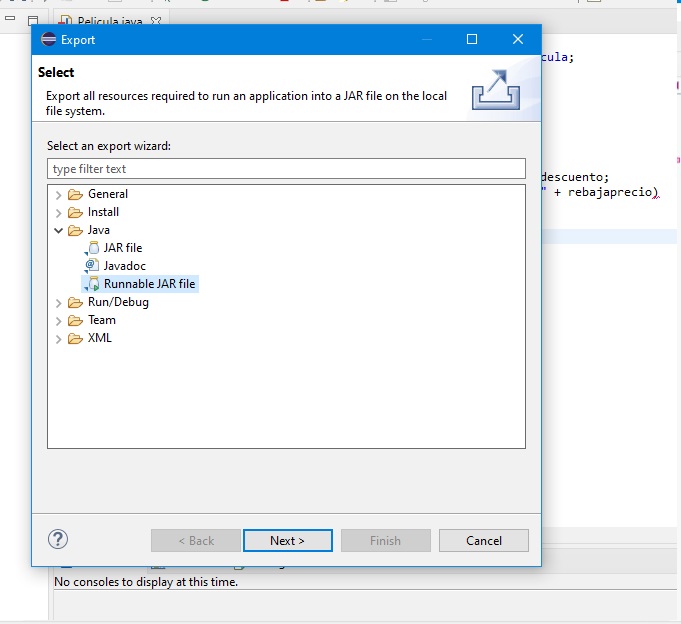 Pelicula.java
Export
cula;
Select
Export all resources required to run an application into a JAR file on the local
file system.
Select an export wizard:
type filter text
General
Install
Java
JAR file
Javadoc
Runnable JAR file
Run/Debug
Team
XML
descuento;
" + rebajaprecio)
< Back
Next >
Finish
Cancel
No consoles to display at this time.